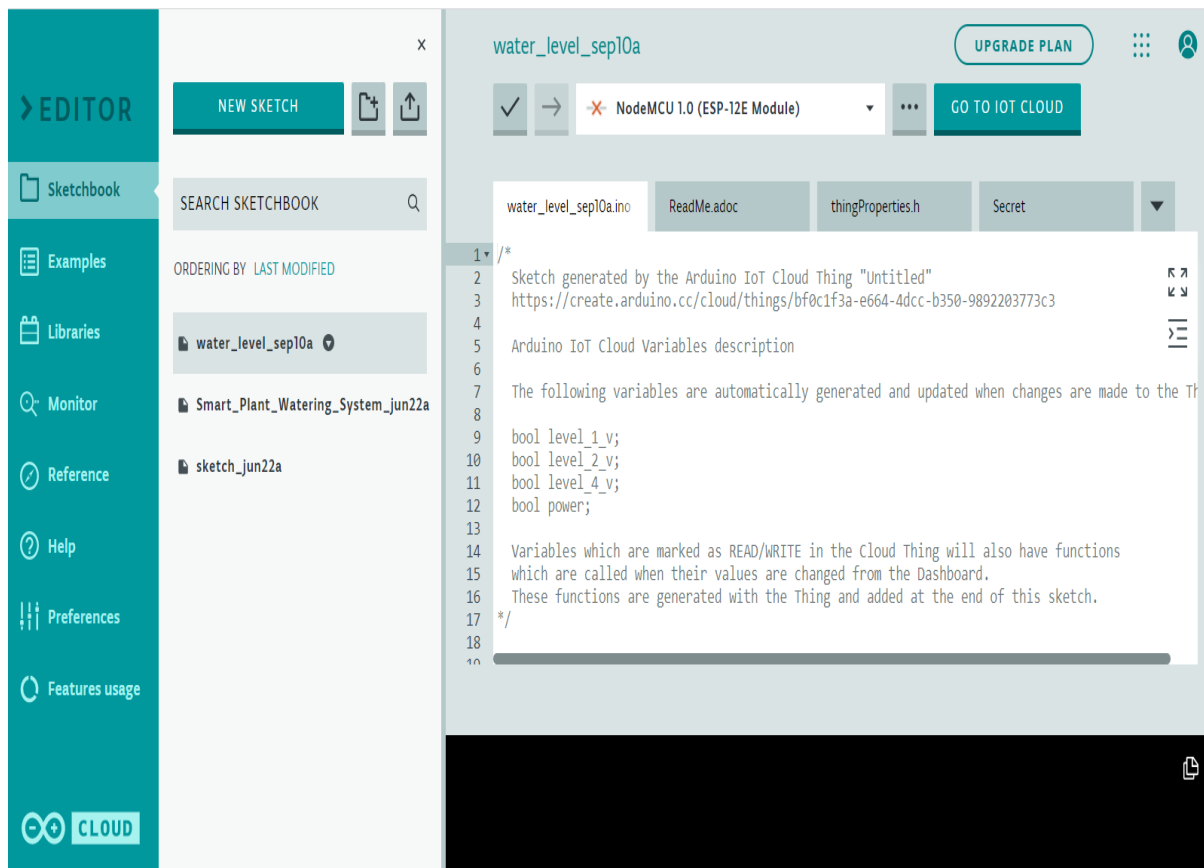 x
water_level_sep10a
UPGRADE PLAN
>EDITOR
NEW SKETCH
NodeMCU 1.0 (ESP-12E Module)
GO TO IOT CLOUD
Sketchbook
Examples
Libraries
Monitor
Reference
Help
Preferences
Features usage
CLOUD
SEARCH SKETCHBOOK
ORDERING BY LAST MODIFIED
water_level_sep10a
Smart_Plant_Watering_System_jun22a
sketch_jun22a
water_level_sep10a.ino
ReadMe.adoc
thingProperties.h
Secret
1 /*
2 Sketch generated by the Arduino IoT Cloud Thing "Untitled"
3 https://create.arduino.cc/cloud/things/bf0c1f3a-e664-4dcc-b350-9892203773c3
4
5 Arduino IoT Cloud Variables description
6
7 The following variables are automatically generated and updated when changes are made to the Th
8
9 bool level_1_v;
10 bool level_2_v;
11 bool level_4_v;
12 bool power;
13
14 Variables which are marked as READ/WRITE in the Cloud Thing will also have functions
15 which are called when their values are changed from the Dashboard.
16 These functions are generated with the Thing and added at the end of this sketch.
17 */
18
19